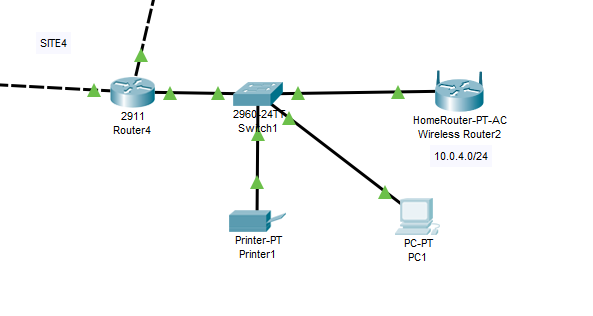 SITE4
2911
Router4
2960-24TT
Switch1
HomeRouter-PT-AC
Wireless Router2
10.0.4.0/24
Printer-PT
Printer1
PC-PT
PC1